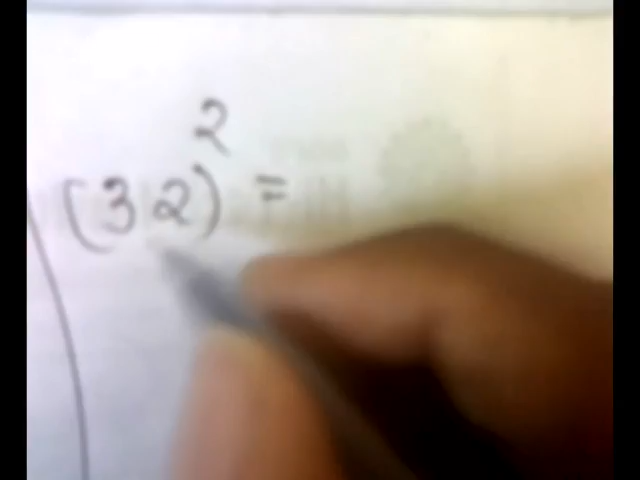 (32)² =